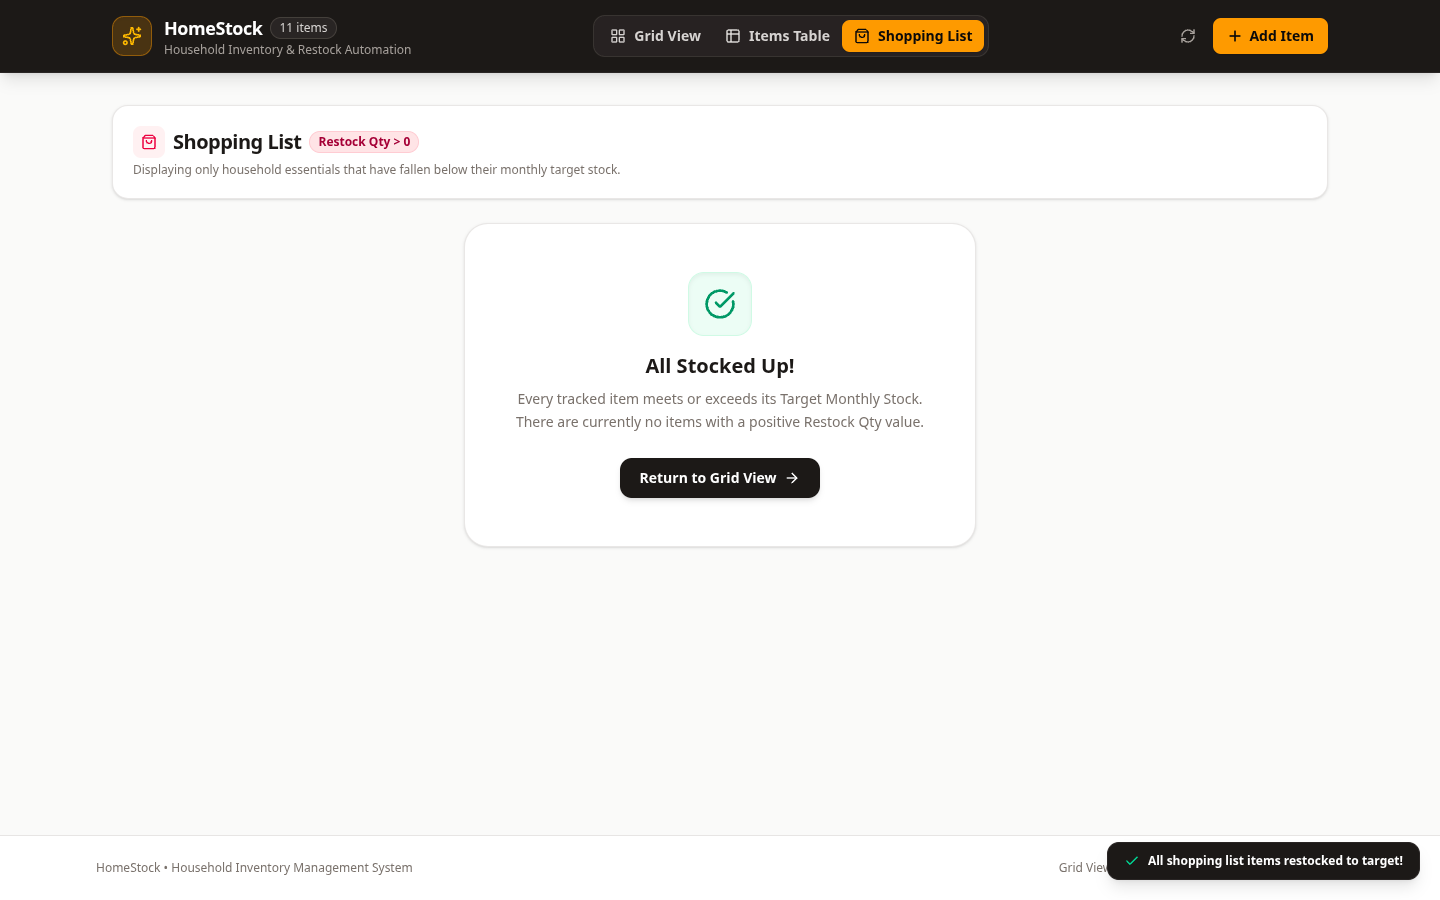 HomeStock
11 items
Household Inventory & Restock Automation
Grid View
Items Table
Shopping List
Add Item
Shopping List
Restock Qty > 0
Displaying only household essentials that have fallen below their monthly target stock.
All Stocked Up!
Every tracked item meets or exceeds its Target Monthly Stock.
There are currently no items with a positive Restock Qty value.
Return to Grid View
HomeStock • Household Inventory Management System
Grid View
All shopping list items restocked to target!